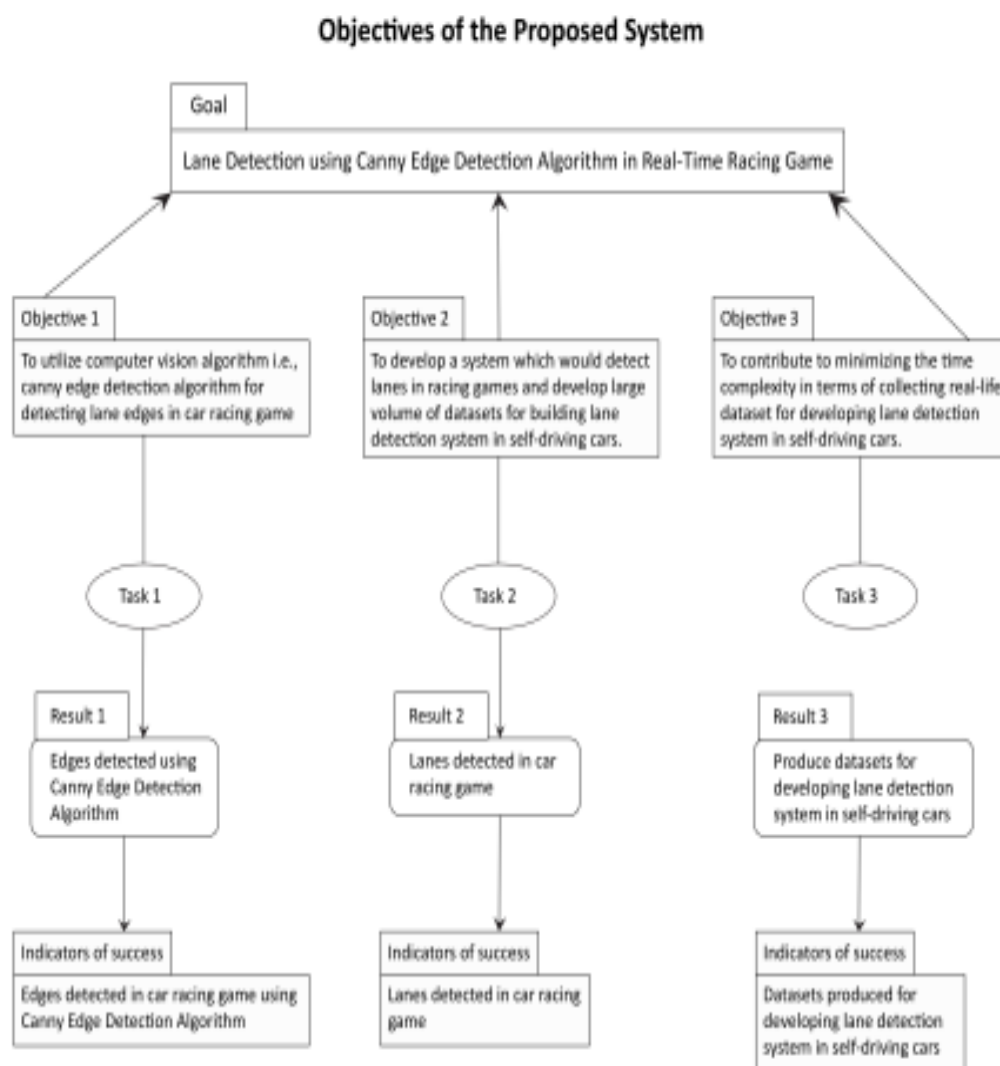 Objectives of the Proposed System
Goal
Lane Detection using Canny Edge Detection Algorithm in Real-Time Racing Game
Objective 1
To utilize computer vision algorithm i.e.,
canny edge detection algorithm for
detecting lane edges in car racing game
Objective 2
To develop a system which would detect
lanes in racing games and develop large
volume of datasets for building lane
detection system in self-driving cars.
Objective 3
To contribute to minimizing the time
complexity in terms of collecting real-life
dataset for developing lane detection
system in self-driving cars.
Task 1
Task 2
Task 3
Result 1
Edges detected using
Canny Edge Detection
Algorithm
Result 2
Lanes detected in car
racing game
Result 3
Produce datasets for
developing lane detection
system in self-driving cars
Indicators of success
Edges detected in car racing game using
Canny Edge Detection Algorithm
Indicators of success
Lanes detected in car racing
game
Indicators of success
Datasets produced for
developing lane detection
system in self-driving cars